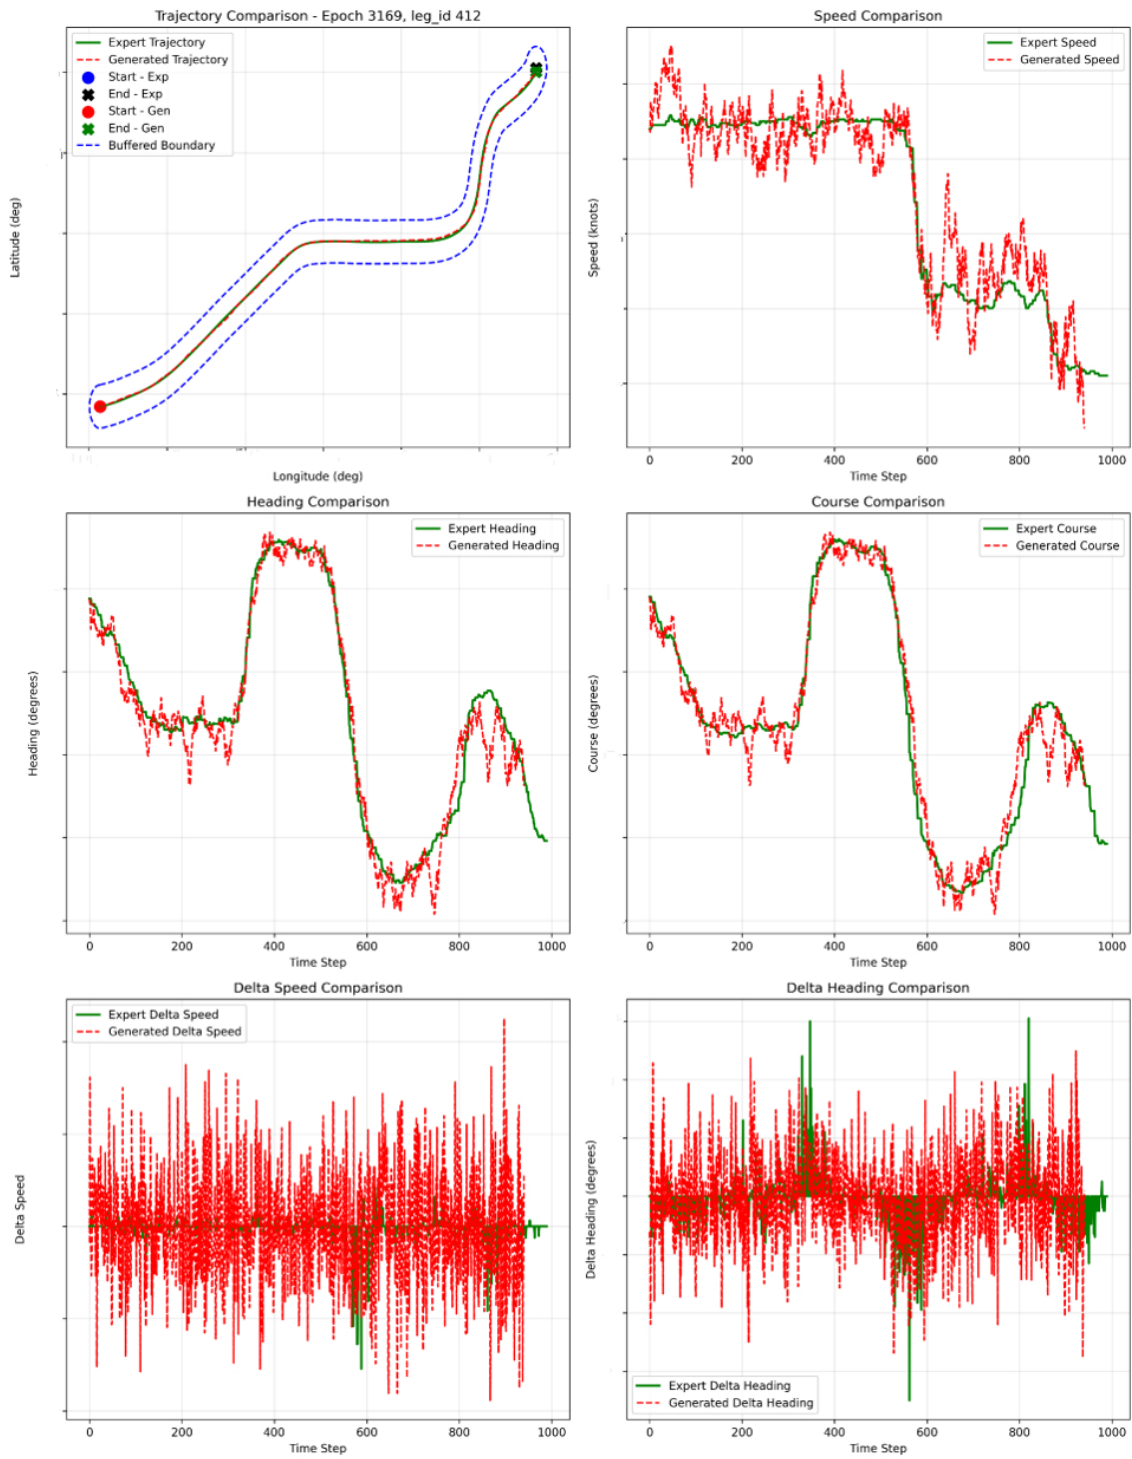 Trajectory Comparison - Epoch 3169, leg_id 412
Expert Trajectory
Generated Trajectory
Start - Exp
End - Exp
Start - Gen
End - Gen
Buffered Boundary
Latitude (deg)
Longitude (deg)
Speed Comparison
Expert Speed
Generated Speed
Speed (knots)
0 200 400 600 800 1000
Time Step
Heading Comparison
Expert Heading
Generated Heading
Heading (degrees)
0 200 400 600 800 1000
Time Step
Course Comparison
Expert Course
Generated Course
Course (degrees)
0 200 400 600 800 1000
Time Step
Delta Speed Comparison
Expert Delta Speed
Generated Delta Speed
Delta Speed
0 200 400 600 800 1000
Time Step
Delta Heading Comparison
Delta Heading (degrees)
Expert Delta Heading
Generated Delta Heading
0 200 400 600 800 1000
Time Step